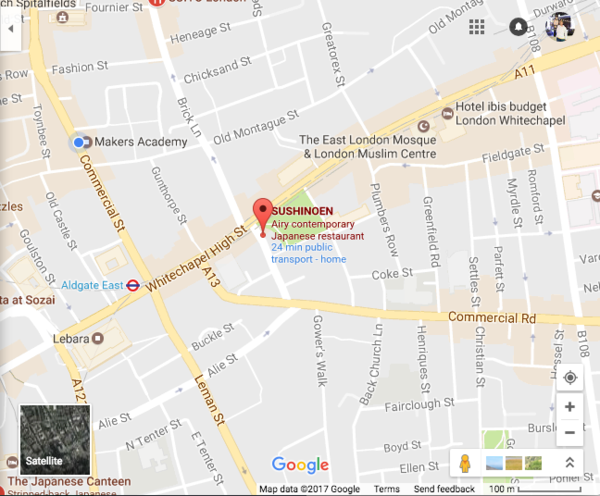 Spitalfields
Fournier St
Heneage St
Old Montague St
Durwar
B108
A11
Fashion St
Chicksand St
Greatorex St
Brick Ln
Toynbee St
Makers Academy
Old Montague St
Hotel ibis budget
London Whitechapel
The East London Mosque
& London Muslim Centre
Fieldgate St
Commercial St
Gunthorpe St
Old Castle St
Goulston St
Plumbers Row
Greenfield Rd
Myrdle St
Romford St
Parfett St
Settles St
SUSHINOEN
Airy contemporary
Japanese restaurant
24 min public
transport - home
Whitechapel High St
A13
Aldgate East
ta at Sozai
Coke St
Commercial Rd
B108
Lebara
Buckle St
Alie St
Gower's Walk
Back Church Ln
Henriques St
Christian St
Leman St
Fairclough St
Alie St
N Tenter St
E Tenter St
Boyd St
Ellen St
Satellite
The Japanese Canteen
Stripped-back, Japanese
Google
Map data ©2017 Google Terms Send feedback 100 m